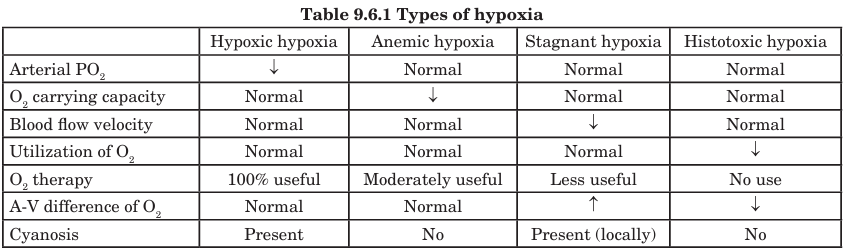 Table 9.6.1 Types of hypoxia
Hypoxic hypoxia Anemic hypoxia Stagnant hypoxia Histotoxic hypoxia
Arterial PO₂ ↓ Normal Normal Normal
O₂ carrying capacity Normal ↓ Normal Normal
Blood flow velocity Normal Normal ↓ Normal
Utilization of O₂ Normal Normal Normal ↓
O₂ therapy 100% useful Moderately useful Less useful No use
A-V difference of O₂ Normal Normal ↑ ↓
Cyanosis Present No Present (locally) No